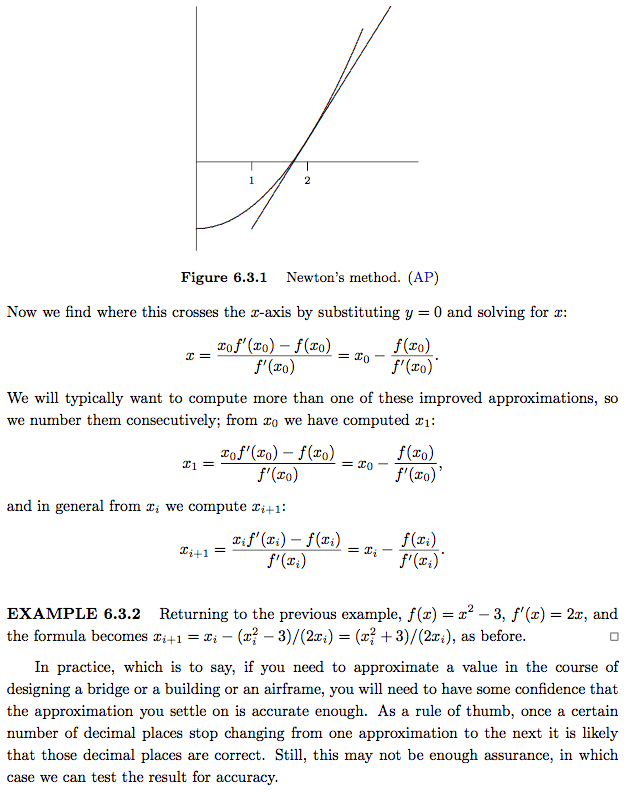 1 2
Figure 6.3.1 Newton's method. (AP)
Now we find where this crosses the x-axis by substituting y = 0 and solving for x:
x = \frac{x_0 f'(x_0) − f(x_0)}{f'(x_0)} = x_0 − \frac{f(x_0)}{f'(x_0)}.
We will typically want to compute more than one of these improved approximations, so
we number them consecutively; from x_0 we have computed x_1:
x_1 = \frac{x_0 f'(x_0) − f(x_0)}{f'(x_0)} = x_0 − \frac{f(x_0)}{f'(x_0)},
and in general from x_i we compute x_{i+1}:
x_{i+1} = \frac{x_i f'(x_i) − f(x_i)}{f'(x_i)} = x_i − \frac{f(x_i)}{f'(x_i)}.
EXAMPLE 6.3.2 Returning to the previous example, f(x) = x^2 − 3, f'(x) = 2x, and
the formula becomes x_{i+1} = x_i − (x_i^2 − 3)/(2x_i) = (x_i^2 + 3)/(2x_i), as before. □
In practice, which is to say, if you need to approximate a value in the course of
designing a bridge or a building or an airframe, you will need to have some confidence that
the approximation you settle on is accurate enough. As a rule of thumb, once a certain
number of decimal places stop changing from one approximation to the next it is likely
that those decimal places are correct. Still, this may not be enough assurance, in which
case we can test the result for accuracy.